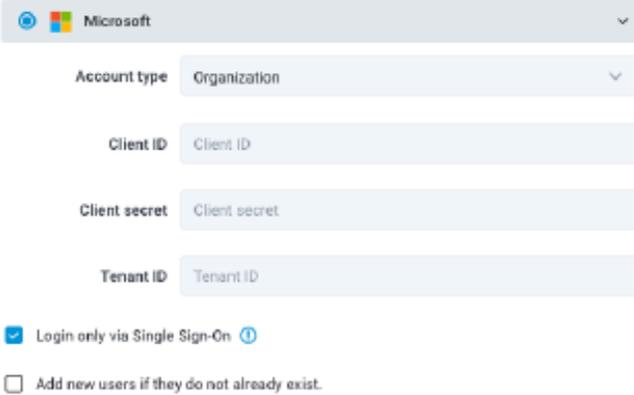 Microsoft
Account type Organization
Client ID Client ID
Client secret Client secret
Tenant ID Tenant ID
Login only via Single Sign-On
Add new users if they do not already exist.